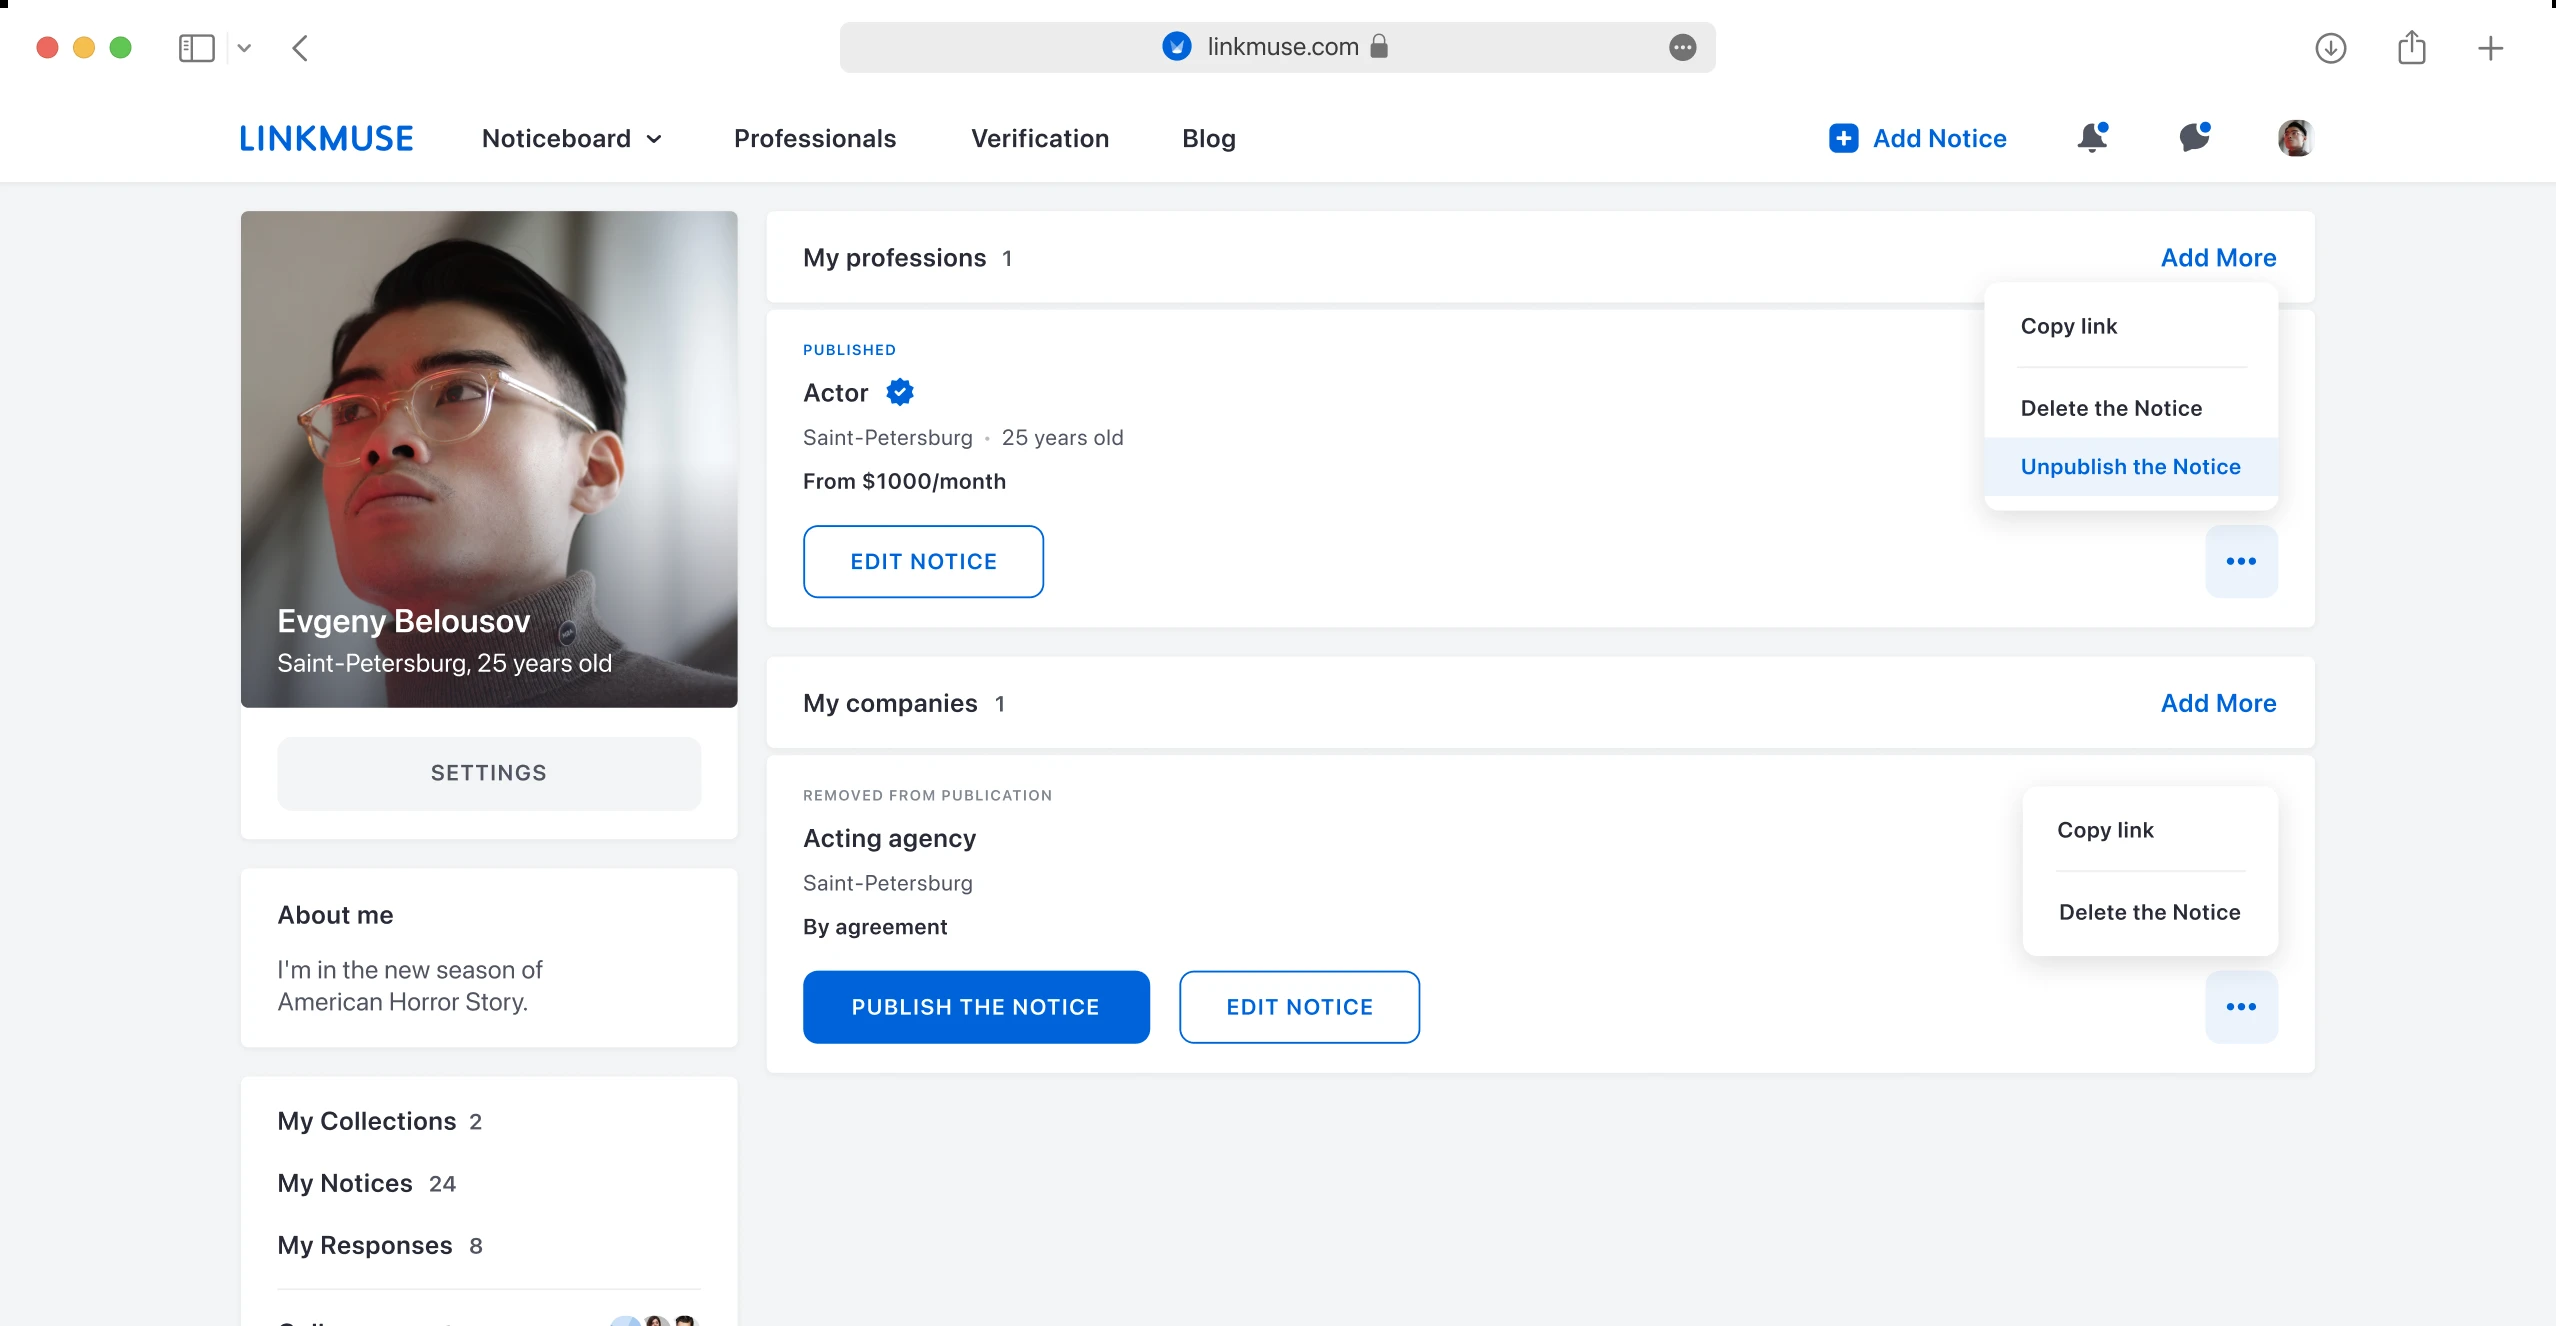 linkmuse.com
LINKMUSE
Noticeboard
Professionals
Verification
Blog
Add Notice
Evgeny Belousov
Saint-Petersburg, 25 years old
SETTINGS
About me
I'm in the new season of
American Horror Story.
My Collections 2
My Notices 24
My Responses 8
My professions 1
Add More
PUBLISHED
Actor
Saint-Petersburg • 25 years old
From $1000/month
EDIT NOTICE
Copy link
Delete the Notice
Unpublish the Notice
My companies 1
Add More
REMOVED FROM PUBLICATION
Acting agency
Saint-Petersburg
By agreement
PUBLISH THE NOTICE
EDIT NOTICE
Copy link
Delete the Notice